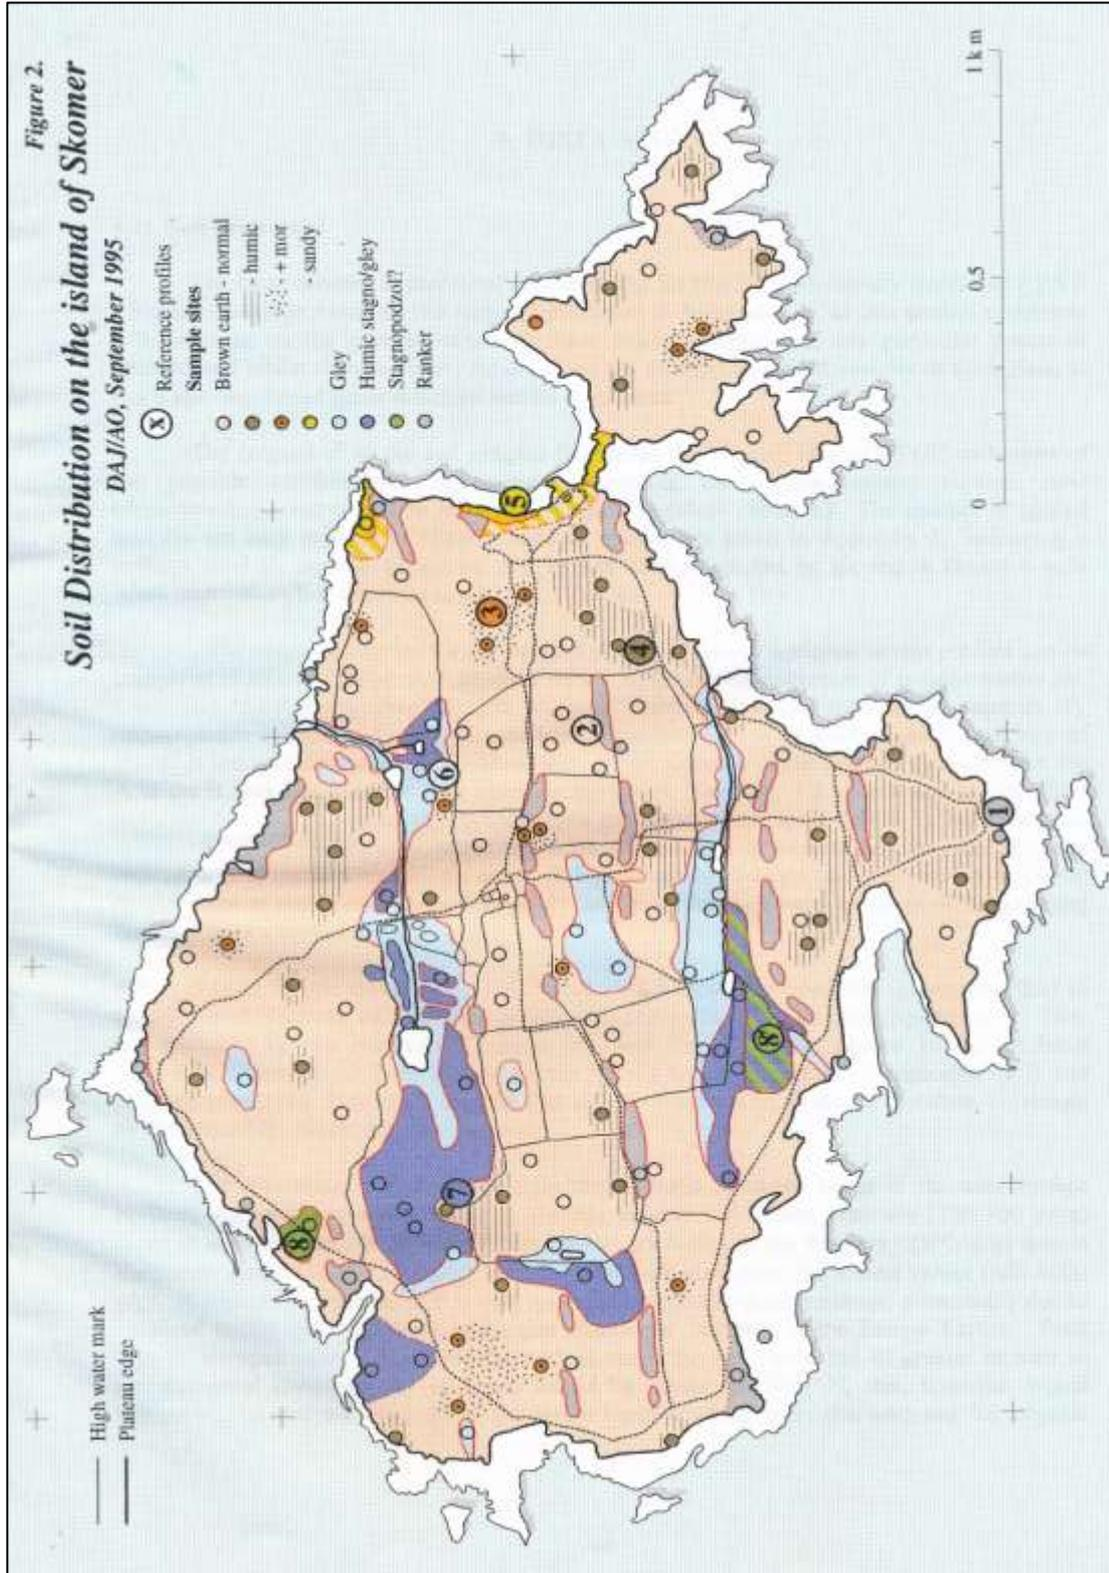 Figure 2.
Soil Distribution on the island of Skomer
DAJ/AO, September 1995
X Reference profiles
Sample sites
Brown earth - normal
- humic
- + mor
- sandy
Gley
Humic stagno/gley
Stagnopodzol?
Ranker
High water mark
Plateau edge
1
2
3
4
5
6
7
8
8
0
0.5
1 km